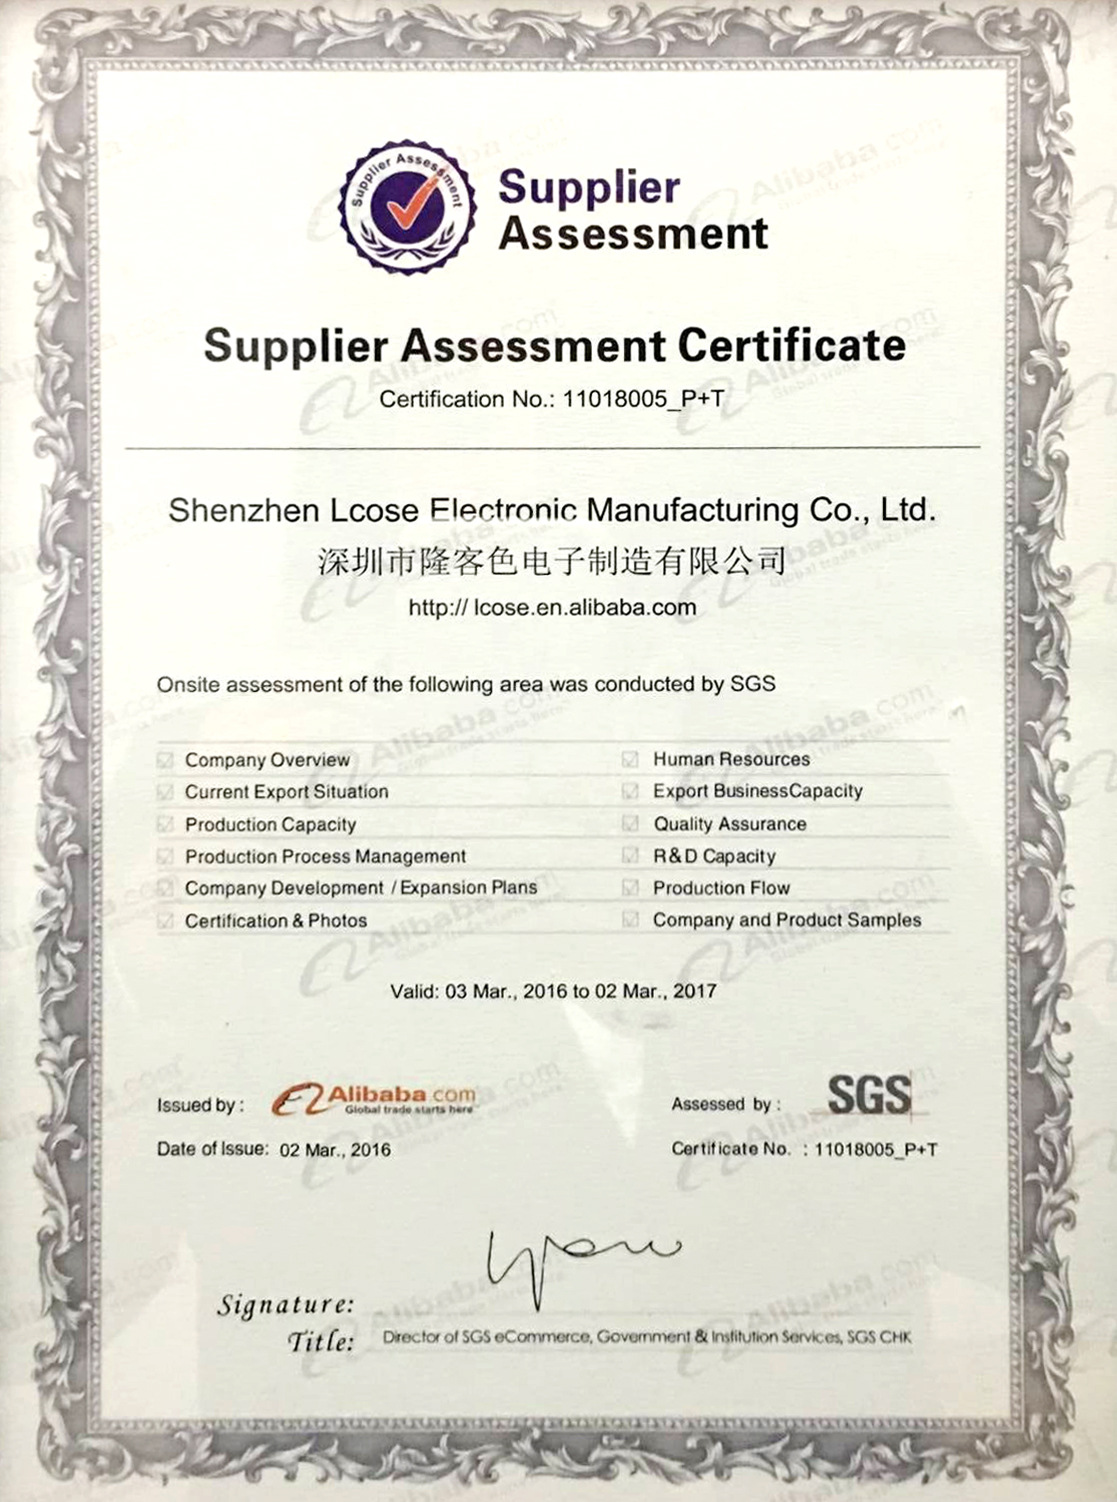 Supplier Assessment
Supplier
Assessment
Supplier Assessment Certificate
Certification No.: 11018005_P+T
Shenzhen Lcose Electronic Manufacturing Co., Ltd.
深圳市隆客色电子制造有限公司
http:// lcose.en.alibaba.com
Onsite assessment of the following area was conducted by SGS
Company Overview Human Resources
Current Export Situation Export BusinessCapacity
Production Capacity Quality Assurance
Production Process Management R&D Capacity
Company Development / Expansion Plans Production Flow
Certification & Photos Company and Product Samples
Valid: 03 Mar., 2016 to 02 Mar., 2017
Issued by : Alibaba.com Assessed by : SGS
Global trade starts here
Date of Issue: 02 Mar., 2016 Certificate No. : 11018005_P+T
Signature:
Title: Director of SGS eCommerce, Government & Institution Services, SGS CHK